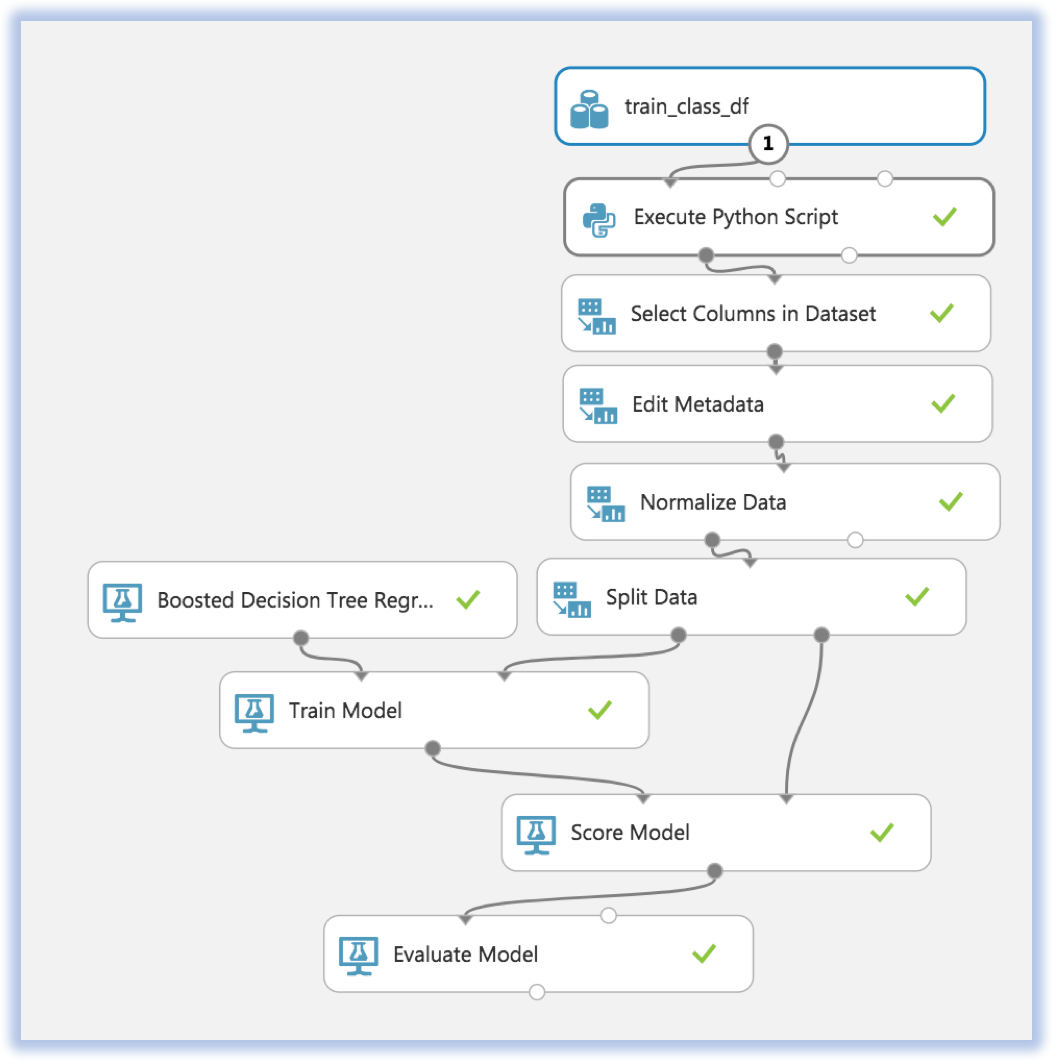 train_class_df
1
Execute Python Script
Select Columns in Dataset
Edit Metadata
Normalize Data
Boosted Decision Tree Regr...
Split Data
Train Model
Score Model
Evaluate Model